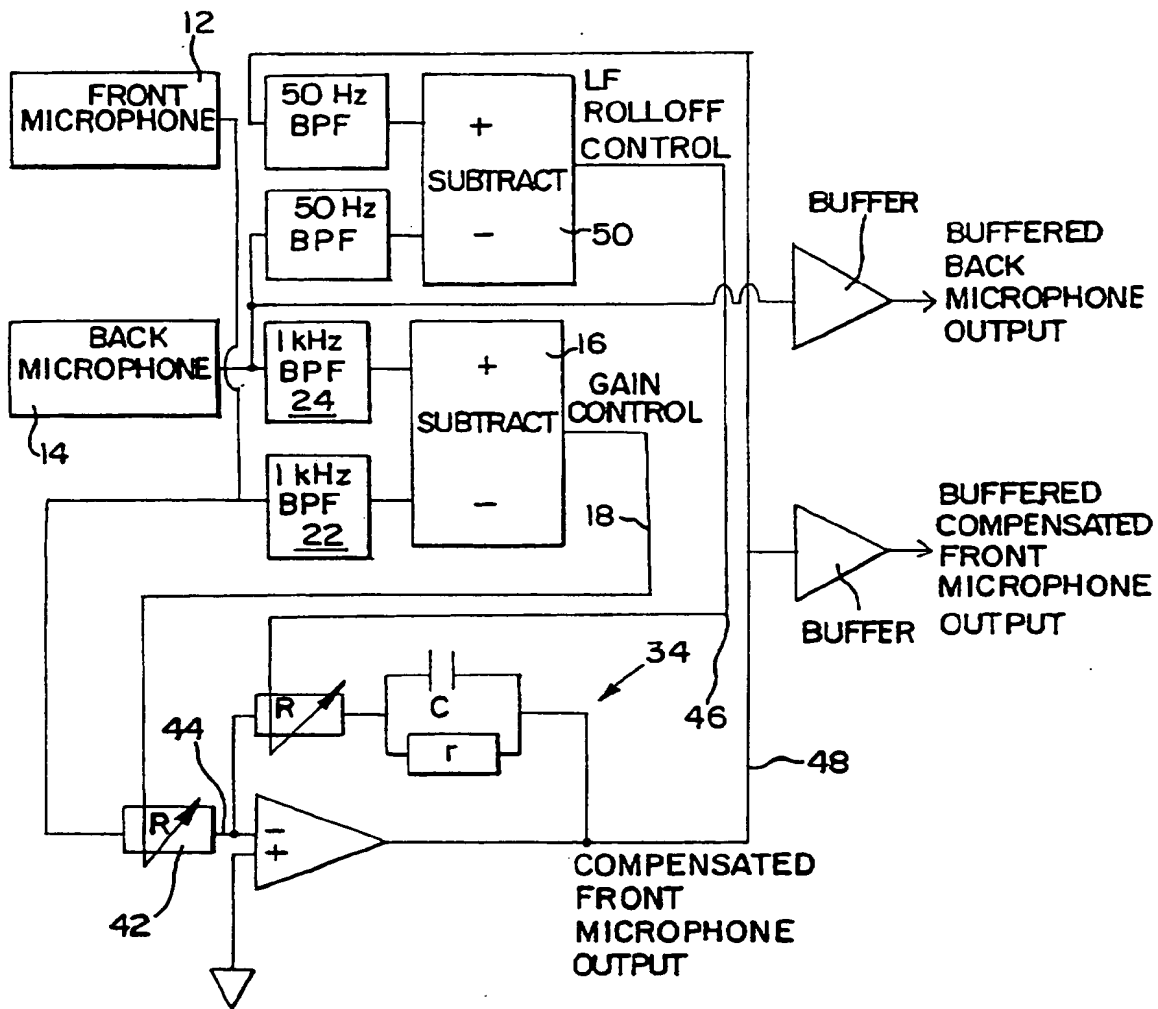 12
FRONT
MICROPHONE
50 Hz
BPF
+
SUBTRACT
−
50
LF
ROLLOFF
CONTROL
50 Hz
BPF
BUFFER
BUFFERED
BACK
MICROPHONE
OUTPUT
BACK
MICROPHONE
14
1 kHz
BPF
24
+
SUBTRACT
−
16
GAIN
CONTROL
1 kHz
BPF
22
18
BUFFERED
COMPENSATED
FRONT
MICROPHONE
OUTPUT
BUFFER
34
R
C
r
46
44
48
R
−
+
42
COMPENSATED
FRONT
MICROPHONE
OUTPUT